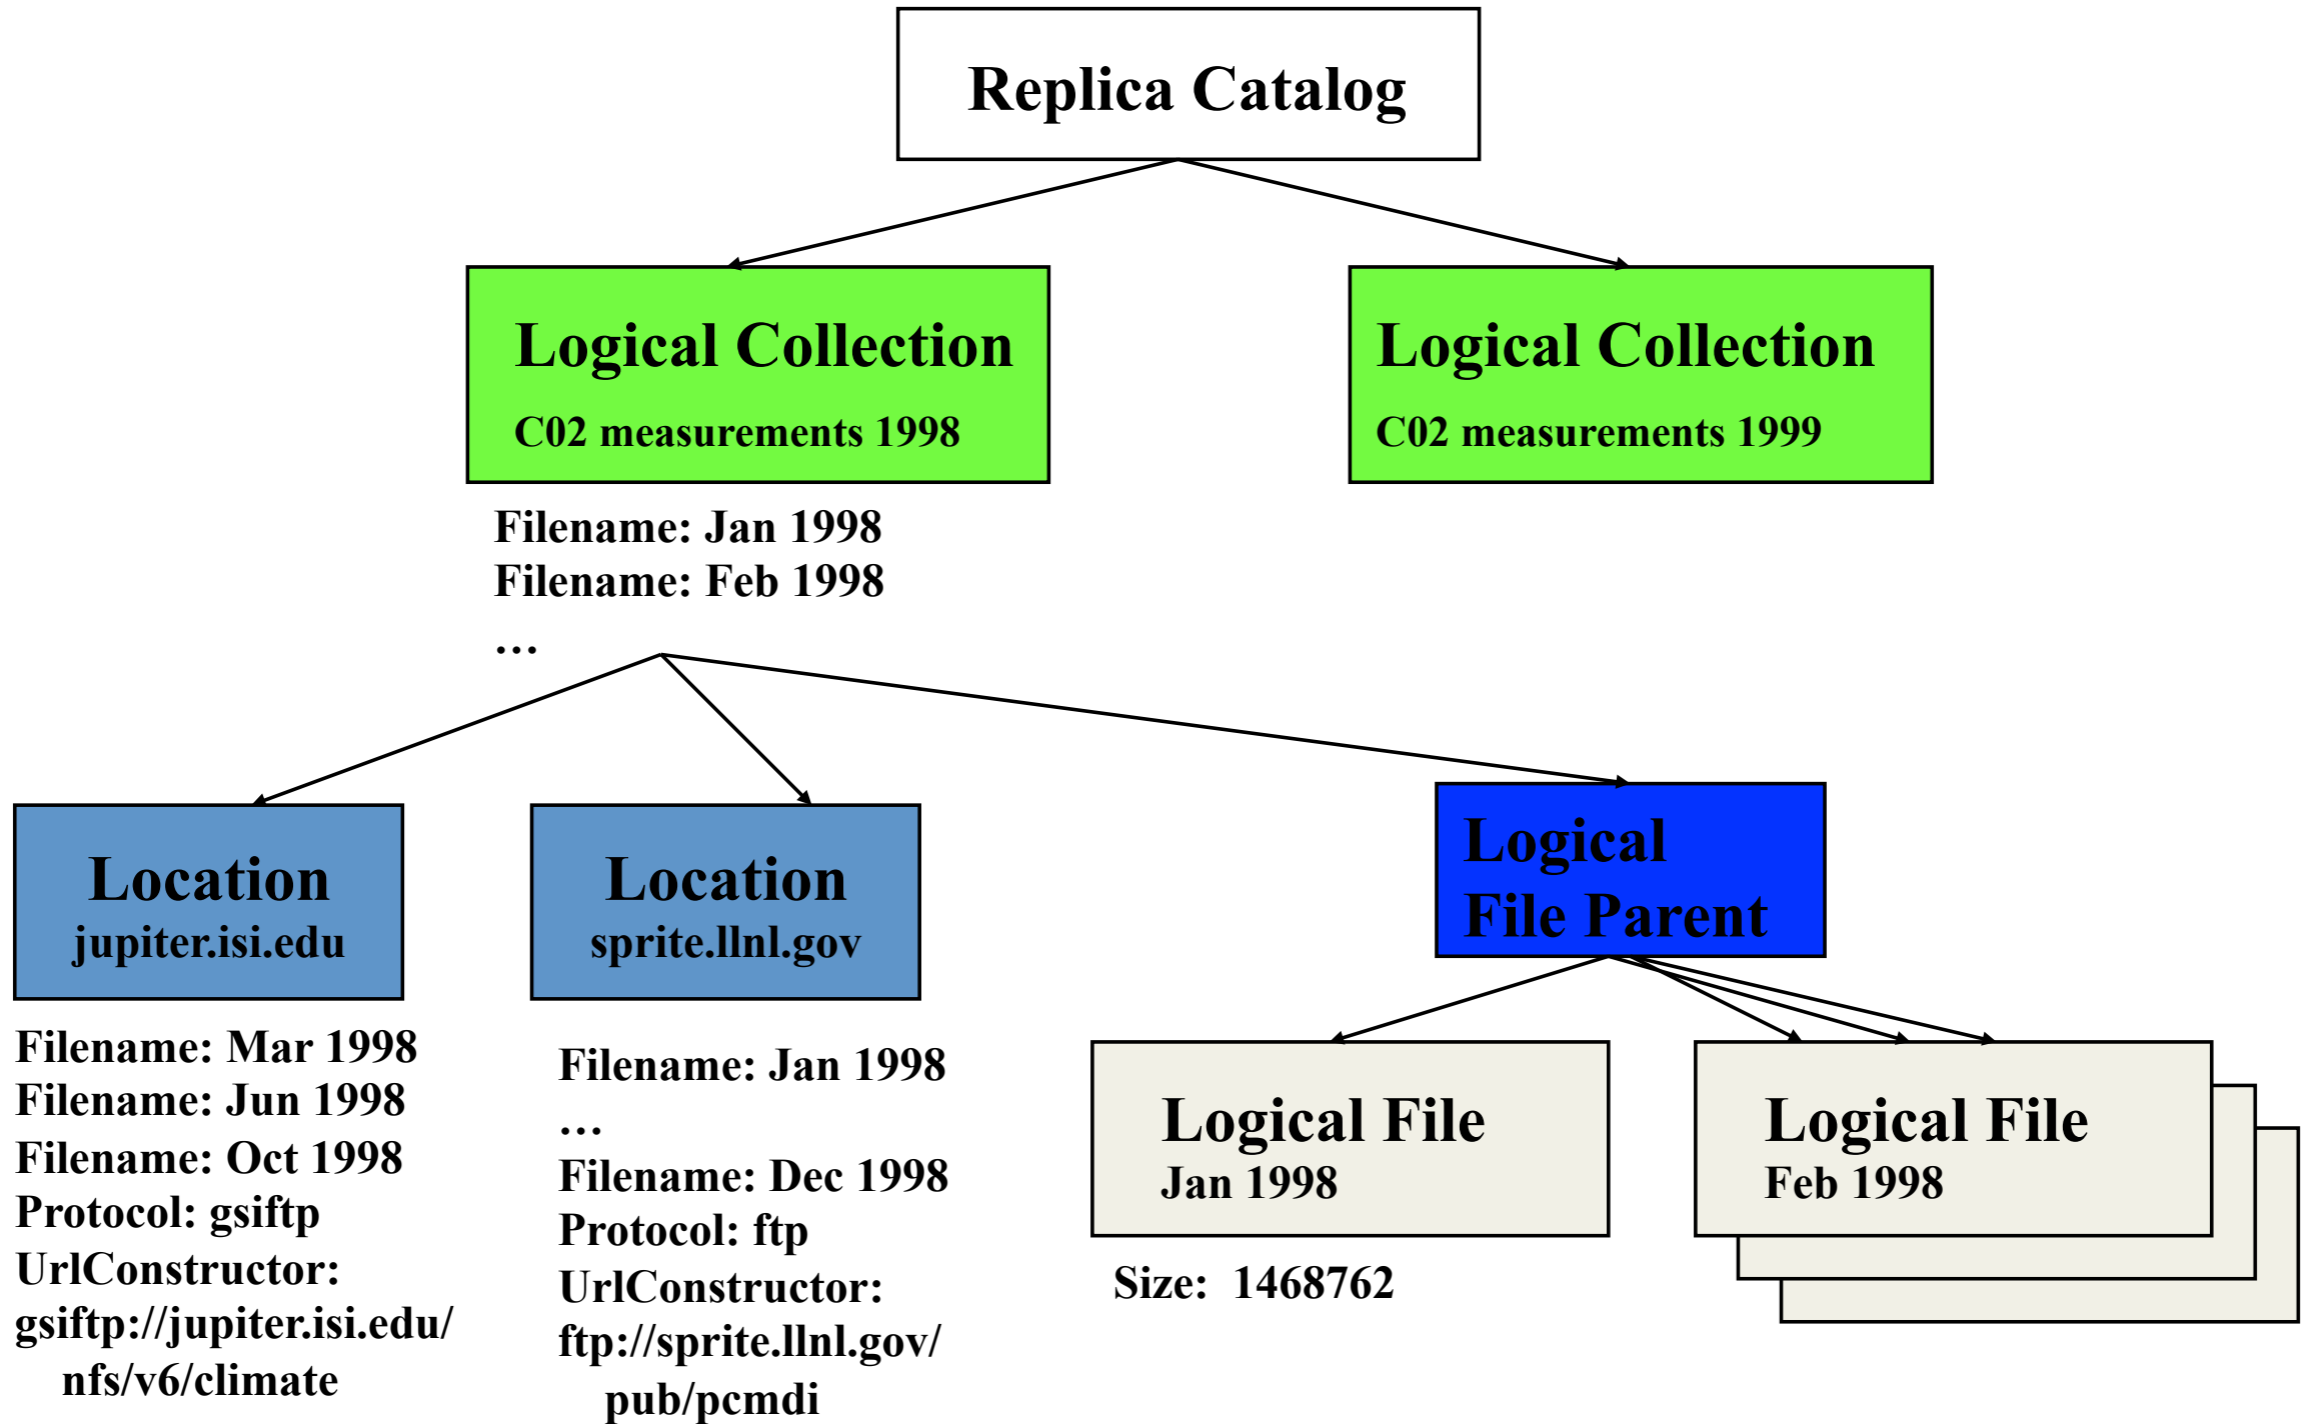 Replica Catalog
Logical Collection
C02 measurements 1998
Logical Collection
C02 measurements 1999
Filename: Jan 1998
Filename: Feb 1998
…
Location
jupiter.isi.edu
Filename: Mar 1998
Filename: Jun 1998
Filename: Oct 1998
Protocol: gsiftp
UrlConstructor:
gsiftp://jupiter.isi.edu/
nfs/v6/climate
Location
sprite.llnl.gov
Filename: Jan 1998
…
Filename: Dec 1998
Protocol: ftp
UrlConstructor:
ftp://sprite.llnl.gov/
pub/pcmdi
Logical
File Parent
Logical File
Jan 1998
Size: 1468762
Logical File
Feb 1998